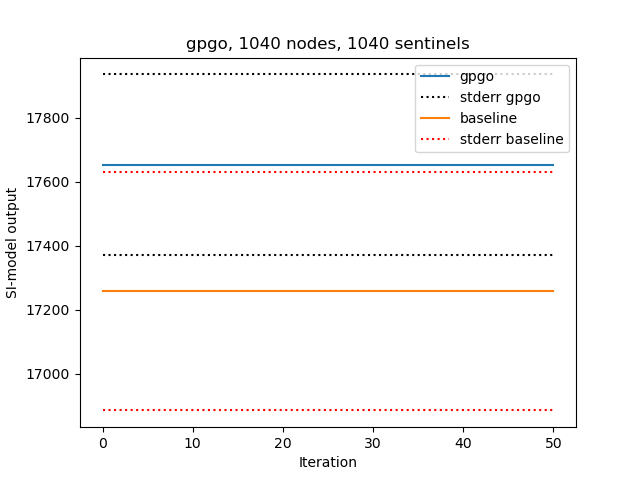 gpgo, 1040 nodes, 1040 sentinels
gpgo
stderr gpgo
baseline
stderr baseline
SI-model output
17800
17600
17400
17200
17000
0 10 20 30 40 50
Iteration